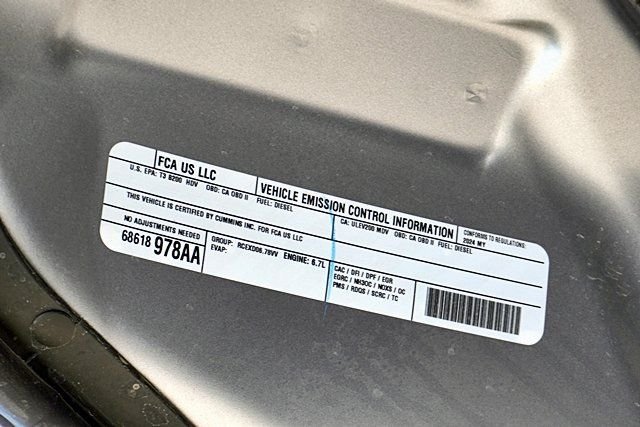 FCA US LLC
VEHICLE EMISSION CONTROL INFORMATION
CONFORMS TO REGULATIONS:
2024 MY
U.S. EPA: T3 B200 HDV OBD: CA OBD II FUEL: DIESEL
CA: ULEV200 MDV OBD: CA OBD II FUEL: DIESEL
THIS VEHICLE IS CERTIFIED BY CUMMINS INC. FOR FCA US LLC
NO ADJUSTMENTS NEEDED
68618 978AA
GROUP: RCEXD06.78VV ENGINE: 6.7L
EVAP:
CAC / DFI / DPF / EGR
EGRC / NH3OC / NOXS / OC
PMS / RDQS / SCRC / TC